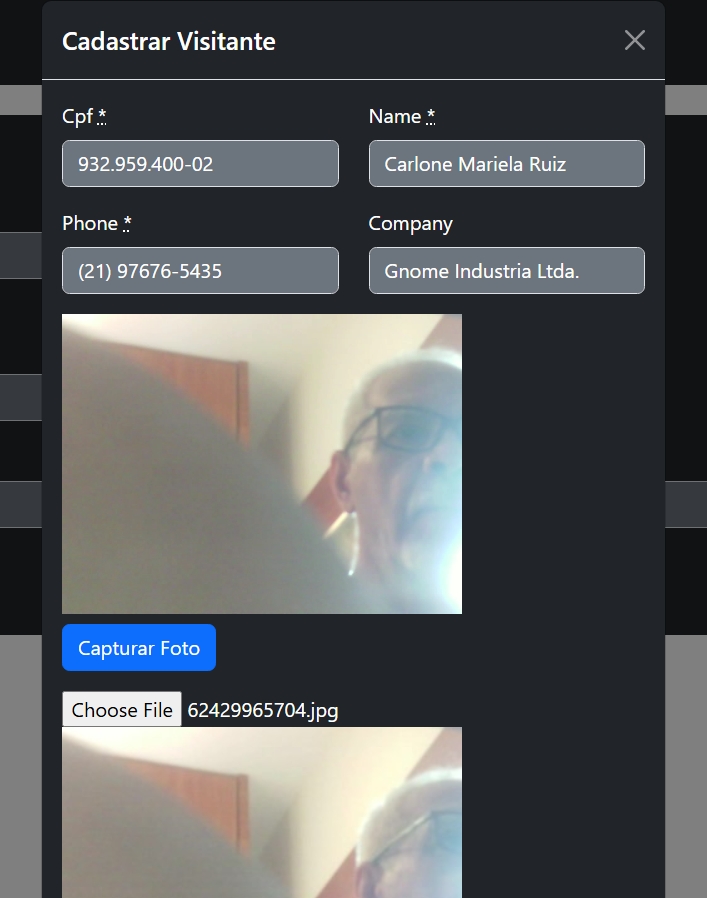 Cadastrar Visitante
Cpf * Name *
932.959.400-02 Carlone Mariela Ruiz
Phone * Company
(21) 97676-5435 Gnome Industria Ltda.
Capturar Foto
Choose File 62429965704.jpg